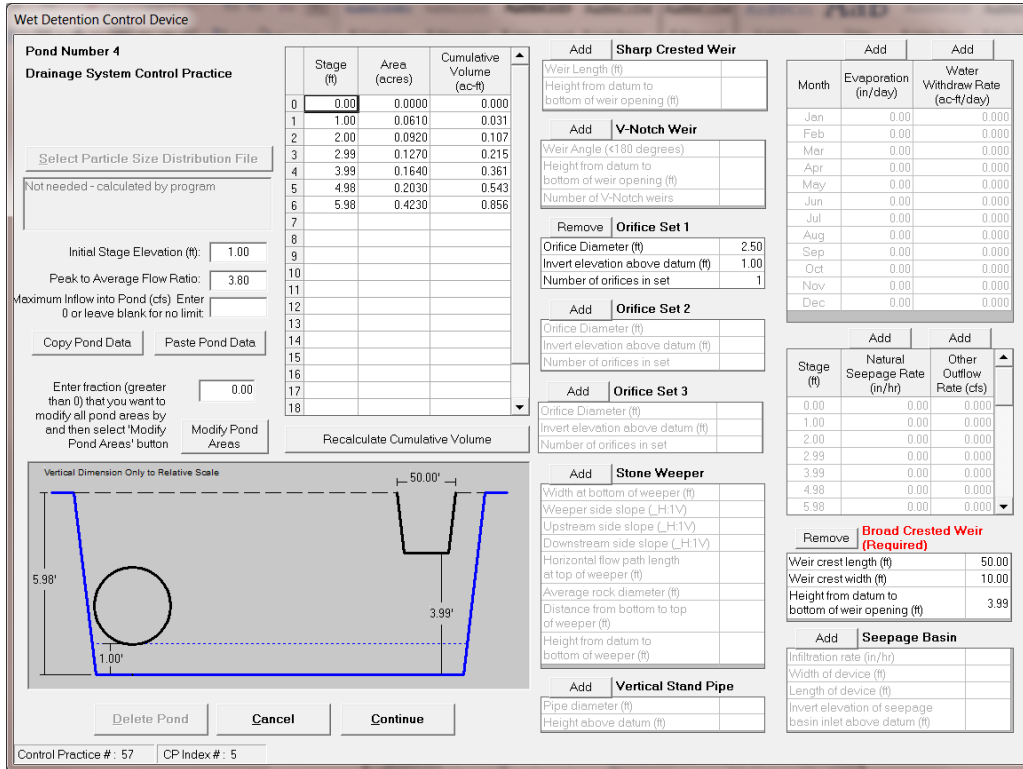 Wet Detention Control Device
Pond Number 4
Drainage System Control Practice
Select Particle Size Distribution File
Not needed - calculated by program
Initial Stage Elevation (ft): 1.00
Peak to Average Flow Ratio: 3.80
Maximum Inflow into Pond (cfs) Enter
0 or leave blank for no limit:
Copy Pond Data Paste Pond Data
Enter fraction (greater
than 0) that you want to
modify all pond areas by
and then select 'Modify
Pond Areas' button
0.00
Modify Pond
Areas
Stage
(ft)
Area
(acres)
Cumulative
Volume
(ac-ft)
0 0.00 0.0000 0.000
1 1.00 0.0610 0.031
2 2.00 0.0920 0.107
3 2.99 0.1270 0.215
4 3.99 0.1640 0.361
5 4.98 0.2030 0.543
6 5.98 0.4230 0.856
7
8
9
10
11
12
13
14
15
16
17
18
Recalculate Cumulative Volume
Vertical Dimension Only to Relative Scale
50.00'
5.98'
3.99'
1.00'
Delete Pond Cancel Continue
Control Practice # : 57 CP Index # : 5
Add Sharp Crested Weir
Weir Length (ft)
Height from datum to
bottom of weir opening (ft)
Add V-Notch Weir
Weir Angle (<180 degrees)
Height from datum to
bottom of weir opening (ft)
Number of V-Notch weirs
Remove Orifice Set 1
Orifice Diameter (ft) 2.50
Invert elevation above datum (ft) 1.00
Number of orifices in set 1
Add Orifice Set 2
Orifice Diameter (ft)
Invert elevation above datum (ft)
Number of orifices in set
Add Orifice Set 3
Orifice Diameter (ft)
Invert elevation above datum (ft)
Number of orifices in set
Add Stone Weeper
Width at bottom of weeper (ft)
Weeper side slope (_H:1V)
Upstream side slope (_H:1V)
Downstream side slope (_H:1V)
Horizontal flow path length
at top of weeper (ft)
Average rock diameter (ft)
Distance from bottom to top
of weeper (ft)
Height from datum to
bottom of weeper (ft)
Add Vertical Stand Pipe
Pipe diameter (ft)
Height above datum (ft)
Add Add
Month
Evaporation
(in/day)
Water
Withdraw Rate
(ac-ft/day)
Jan 0.00 0.000
Feb 0.00 0.000
Mar 0.00 0.000
Apr 0.00 0.000
May 0.00 0.000
Jun 0.00 0.000
Jul 0.00 0.000
Aug 0.00 0.000
Sep 0.00 0.000
Oct 0.00 0.000
Nov 0.00 0.000
Dec 0.00 0.000
Add Add
Stage
(ft)
Natural
Seepage Rate
(in/hr)
Other
Outflow
Rate (cfs)
0.00 0.00 0.000
1.00 0.00 0.000
2.00 0.00 0.000
2.99 0.00 0.000
3.99 0.00 0.000
4.98 0.00 0.000
5.98 0.00 0.000
Remove Broad Crested Weir
(Required)
Weir crest length (ft) 50.00
Weir crest width (ft) 10.00
Height from datum to
bottom of weir opening (ft) 3.99
Add Seepage Basin
Infiltration rate (in/hr)
Width of device (ft)
Length of device (ft)
Invert elevation of seepage
basin inlet above datum (ft)